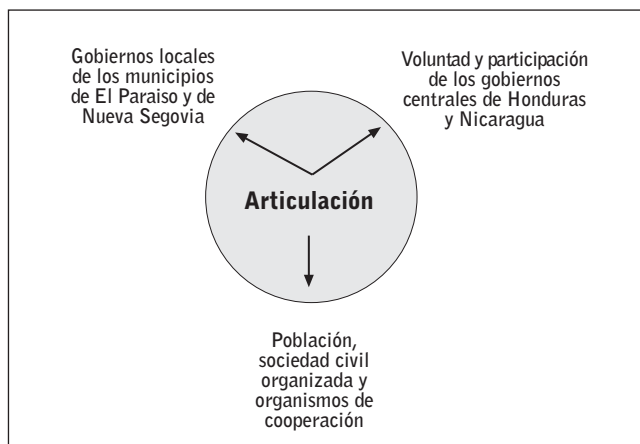 Gobiernos locales
de los municipios
de El Paraiso y de
Nueva Segovia
Voluntad y participación
de los gobiernos
centrales de Honduras
y Nicaragua
Articulación
Población,
sociedad civil
organizada y
organismos de
cooperación